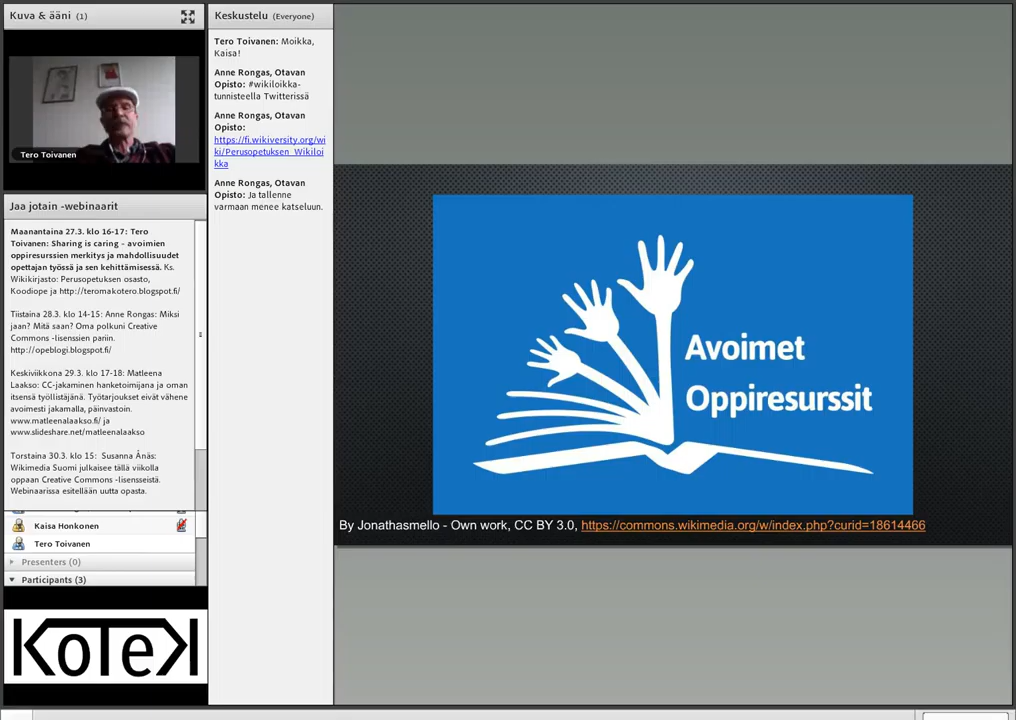 Kuva & ääni (1)
Tero Toivanen
Jaa jotain -webinaarit
Maanantaina 27.3. klo 16-17: Tero
Toivanen: Sharing is caring - avoimien
oppiresurssien merkitys ja mahdollisuudet
opettajan työssä ja sen kehittämisessä. Ks.
Wikikirjasto: Perusopetuksen osasto,
Koodiope ja http://teromakotero.blogspot.fi/
Tiistaina 28.3. klo 14-15: Anne Rongas: Miksi
jaan? Mitä saan? Oma polkuni Creative
Commons -lisenssien pariin.
http://opeblogi.blogspot.fi/
Keskiviikkona 29.3. klo 17-18: Matleena
Laakso: CC-jakaminen hanketoimijana ja oman
itsensä työllistäjänä. Työtarjoukset eivät vähene
avoimesti jakamalla, päinvastoin.
www.matleenalaakso.fi/ ja
www.slideshare.net/matleenalaakso
Torstaina 30.3. klo 15: Susanna Ånäs:
Wikimedia Suomi julkaisee tällä viikolla
oppaan Creative Commons -lisensseistä.
Webinaarissa esitellään uutta opasta.
Kaisa Honkonen
Tero Toivanen
Presenters (0)
Participants (3)
KoTeK
Keskustelu (Everyone)
Tero Toivanen: Moikka,
Kaisa!
Anne Rongas, Otavan
Opisto: #wikiloikka-
tunnisteella Twitterissä
Anne Rongas, Otavan
Opisto:
https://fi.wikiversity.org/wi
ki/Perusopetuksen_Wikiloi
kka
Anne Rongas, Otavan
Opisto: Ja tallenne
varmaan menee katseluun.
Avoimet
Oppiresurssit
By Jonathasmello - Own work, CC BY 3.0, https://commons.wikimedia.org/w/index.php?curid=18614466